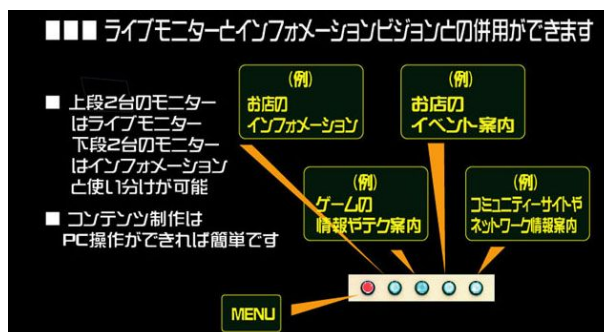 ■■■ ライブモニターとインフォメーションビジョンとの併用ができます
■ 上段2台のモニター
はライブモニター
下段2台のモニター
はインフォメーション
と使い分けが可能
■ コンテンツ制作は
PC操作ができれば簡単です
(例)
お店の
インフォメーション
(例)
お店の
イベント案内
(例)
ゲームの
情報やテク案内
(例)
コミュニティーサイトや
ネットワーク情報案内
MENU